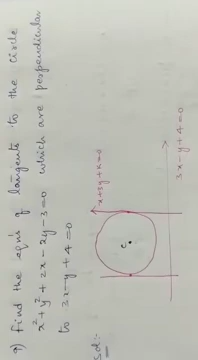 9) Find the eqn's of tangents to the circle
x²+y²+2x-2y-3=0 which are perpendicular
to 3x-y+4=0
Sol:-
x+3y+k=0
C
3x-y+4=0